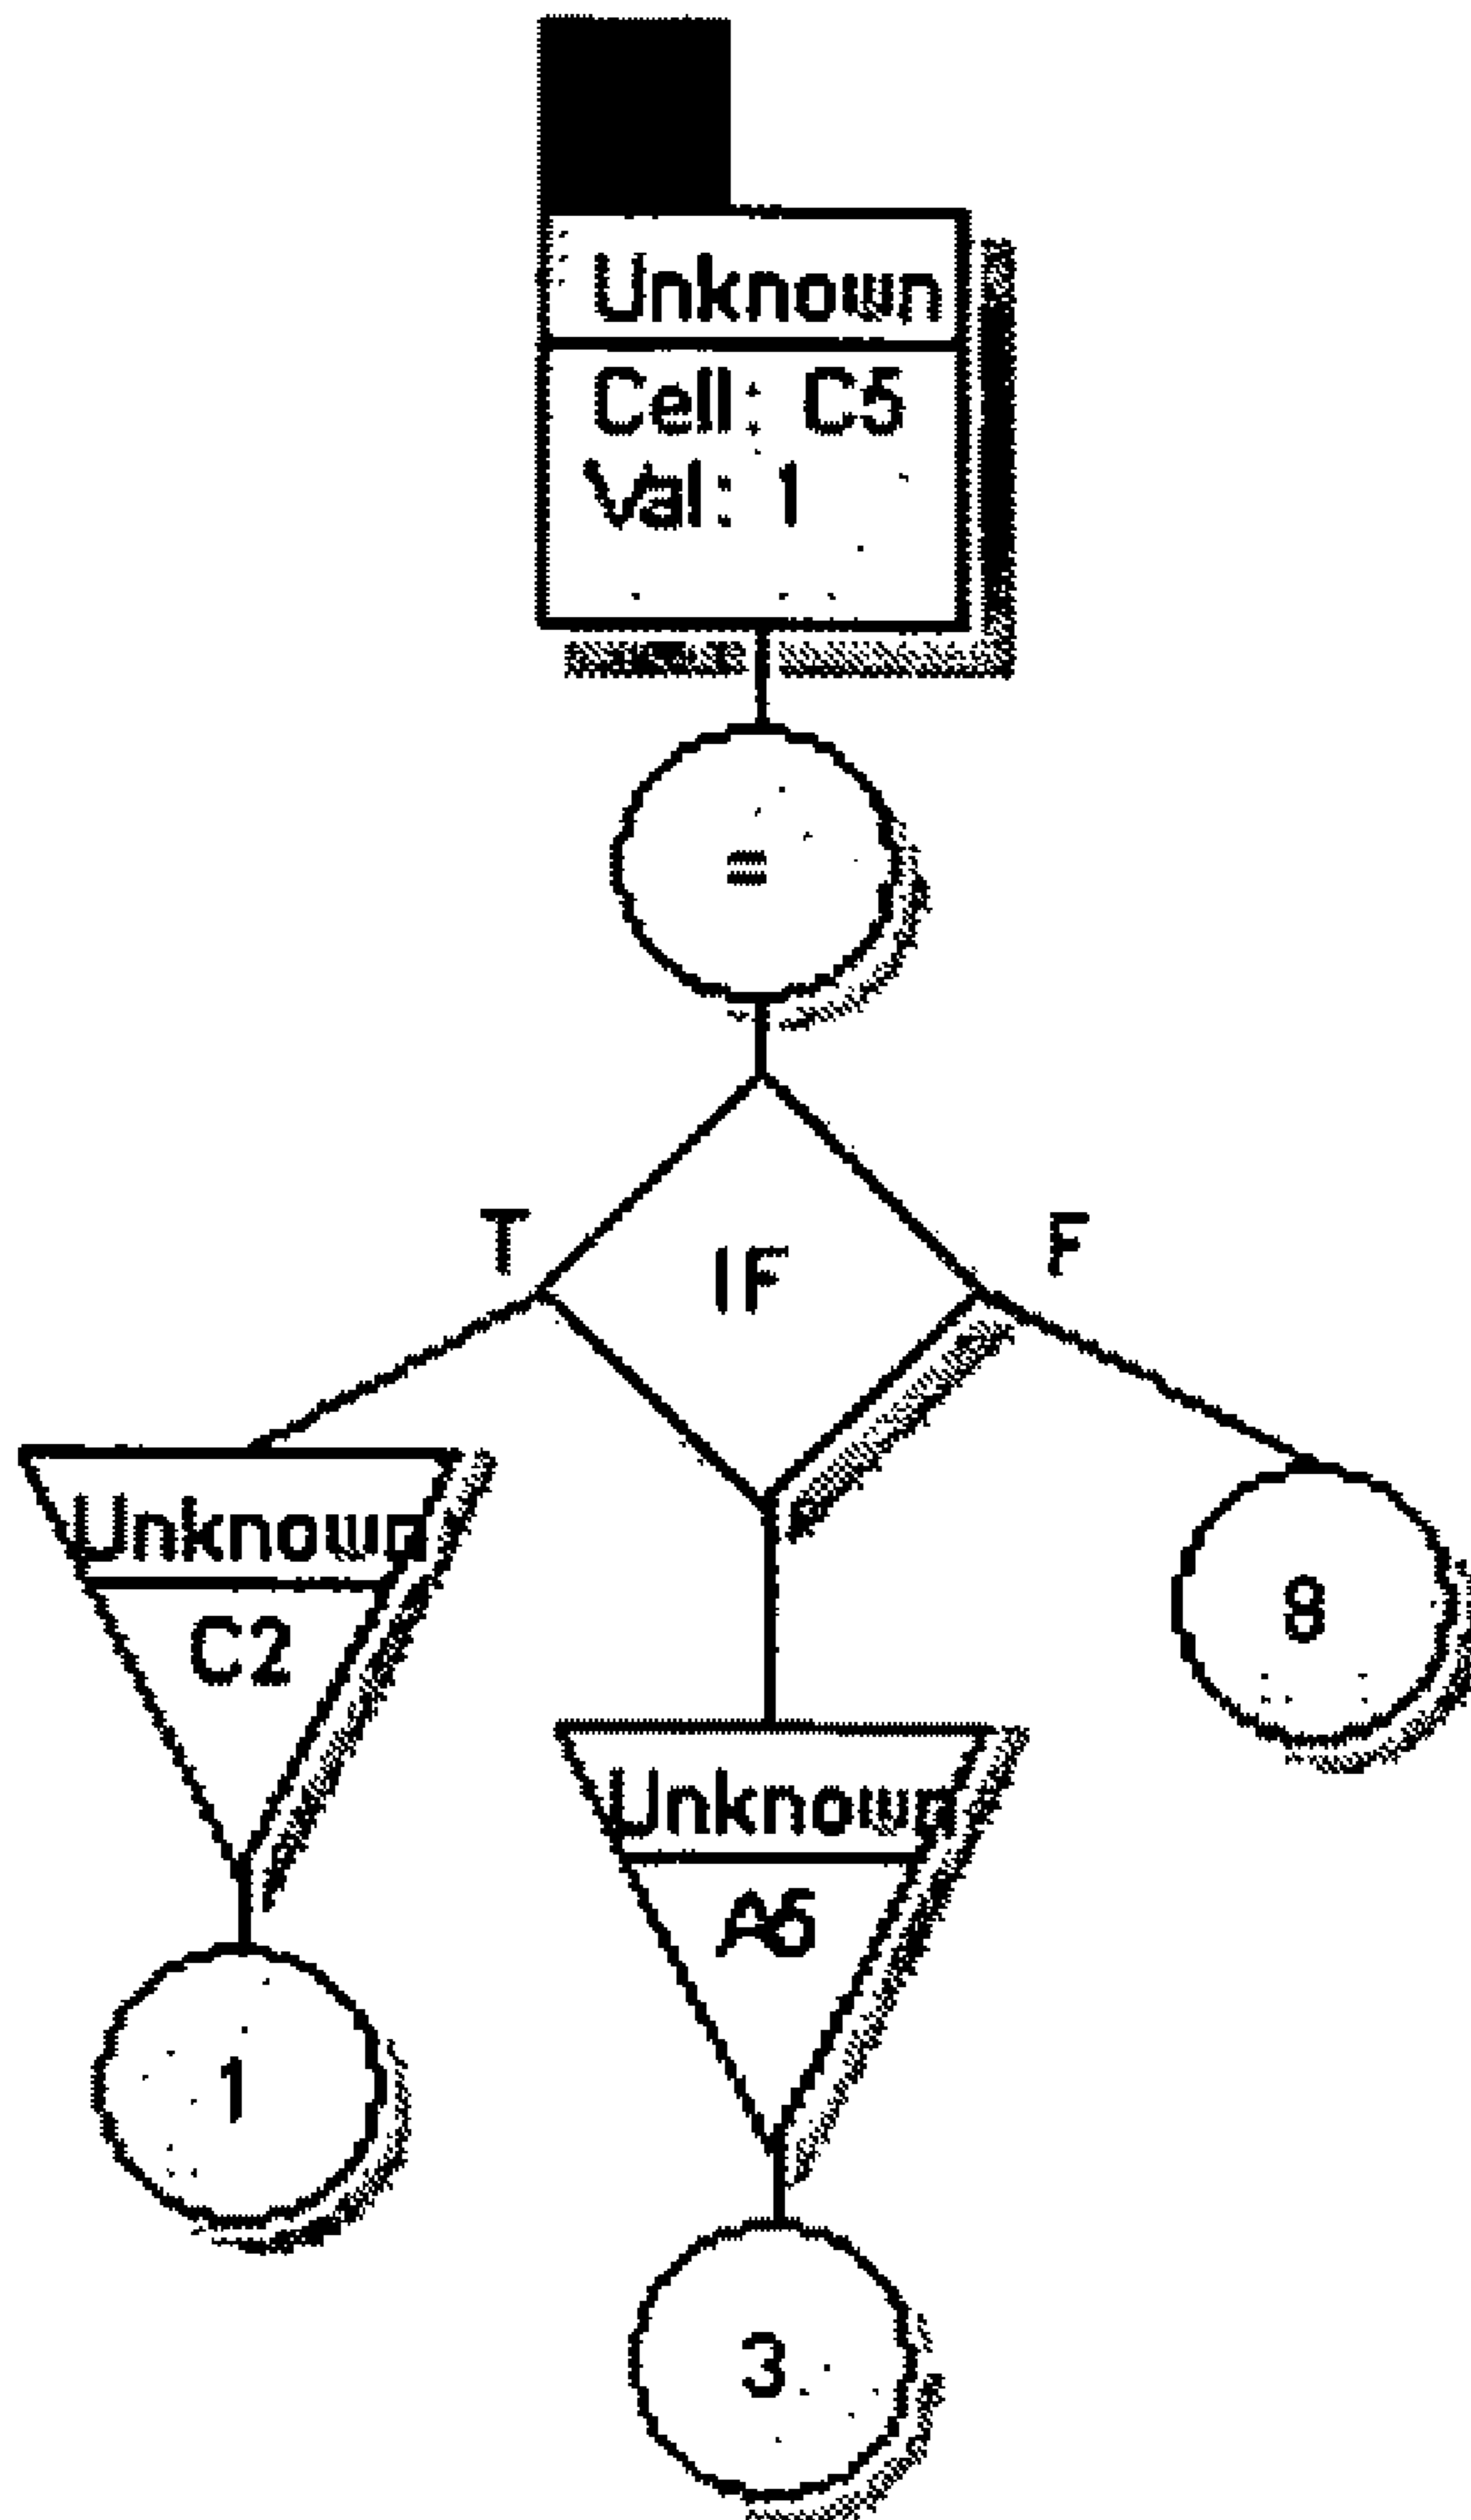 Unknown
Cell: C5
Val: 1
=
T
F
IF
Unknown
C2
8
Unknown
A6
1
3